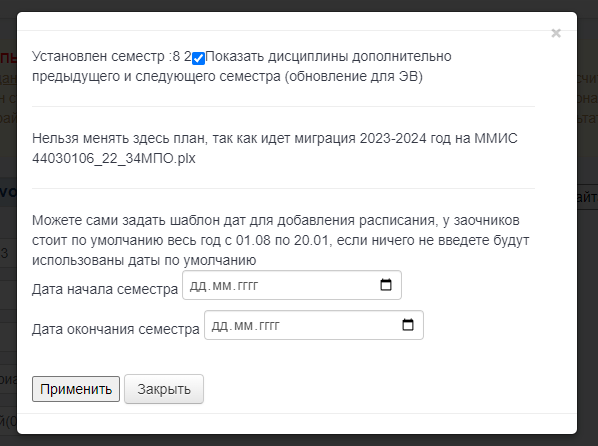 ×
Установлен семестр :8 2 Показать дисциплины дополнительно
предыдущего и следующего семестра (обновление для ЭВ)
Нельзя менять здесь план, так как идет миграция 2023-2024 год на ММИС
44030106_22_34МПО.plx
Можете сами задать шаблон дат для добавления расписания, у заочников
стоит по умолчанию весь год с 01.08 по 20.01, если ничего не введете будут
использованы даты по умолчанию
Дата начала семестра дд.мм.гггг
Дата окончания семестра дд.мм.гггг
Применить Закрыть